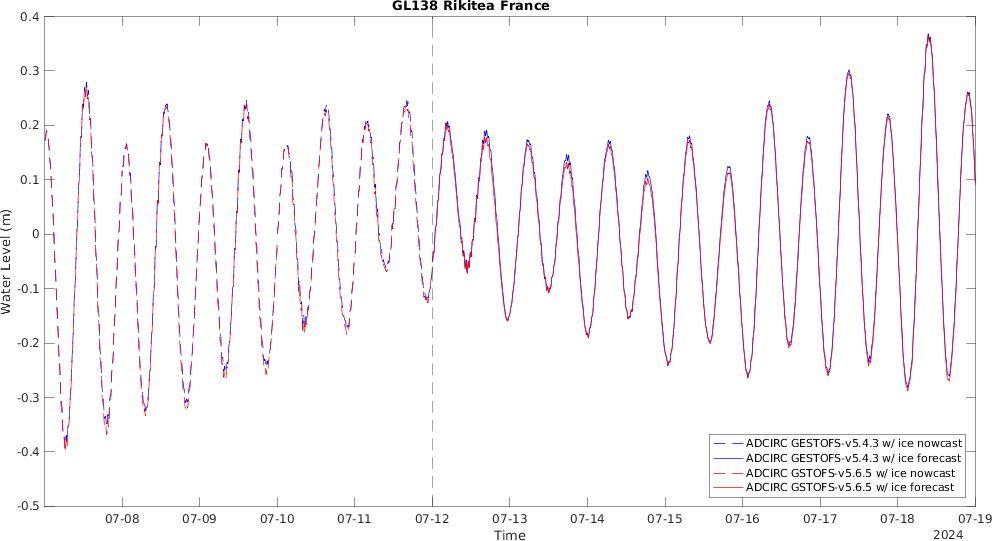 GL138 Rikitea France
0.4
0.3
0.2
0.1
0
-0.1
-0.2
-0.3
-0.4
-0.5
Water Level (m)
ADCIRC GESTOFS-v5.4.3 w/ ice nowcast
ADCIRC GESTOFS-v5.4.3 w/ ice forecast
ADCIRC GSTOFS-v5.6.5 w/ ice nowcast
ADCIRC GSTOFS-v5.6.5 w/ ice forecast
07-08 07-09 07-10 07-11 07-12 07-13 07-14 07-15 07-16 07-17 07-18 07-19
Time
2024